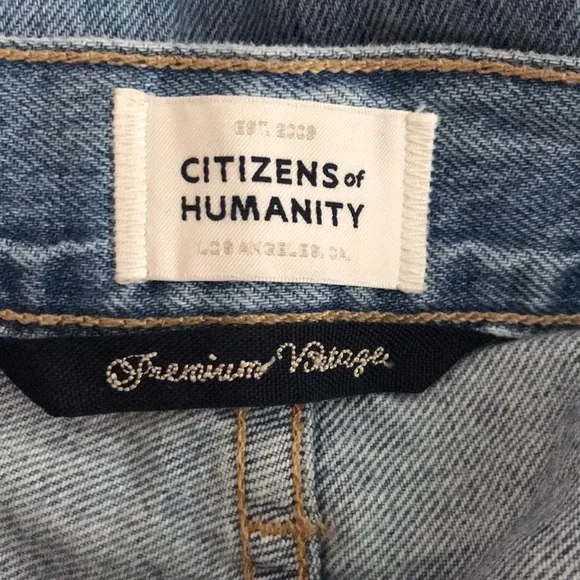 EST. 2003
CITIZENS of
HUMANITY
LOS ANGELES, CA.
Premium Vintage